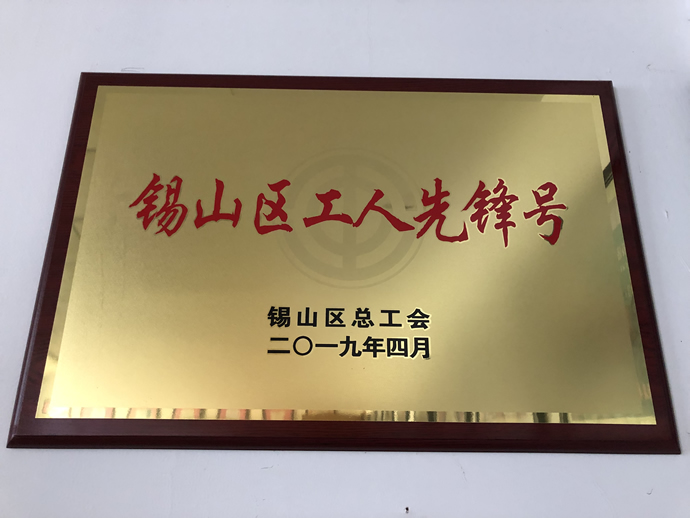 锡山区工人先锋号
锡山区总工会
二〇一九年四月